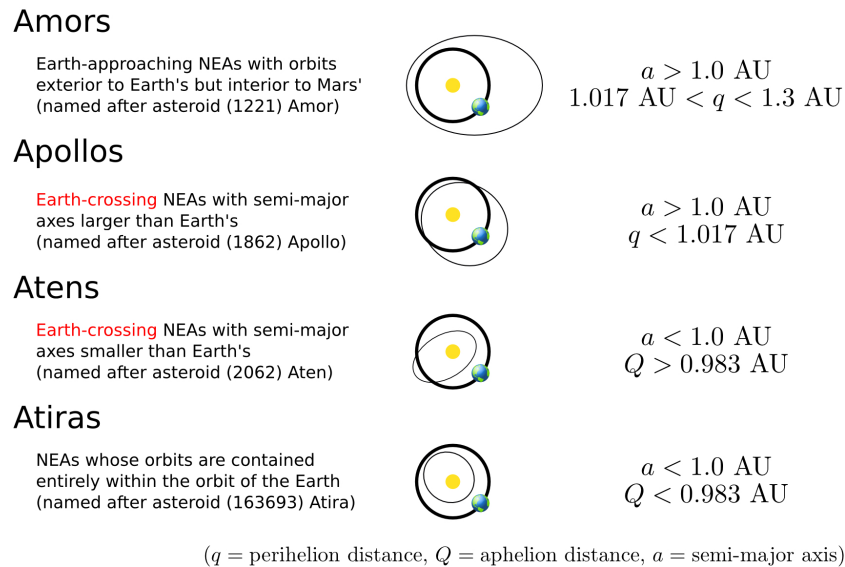 Amors
Earth-approaching NEAs with orbits
exterior to Earth's but interior to Mars'
(named after asteroid (1221) Amor)
a > 1.0 AU
1.017 AU < q < 1.3 AU
Apollos
Earth-crossing NEAs with semi-major
axes larger than Earth's
(named after asteroid (1862) Apollo)
a > 1.0 AU
q < 1.017 AU
Atens
Earth-crossing NEAs with semi-major
axes smaller than Earth's
(named after asteroid (2062) Aten)
a < 1.0 AU
Q > 0.983 AU
Atiras
NEAs whose orbits are contained
entirely within the orbit of the Earth
(named after asteroid (163693) Atira)
a < 1.0 AU
Q < 0.983 AU
(q = perihelion distance, Q = aphelion distance, a = semi-major axis)